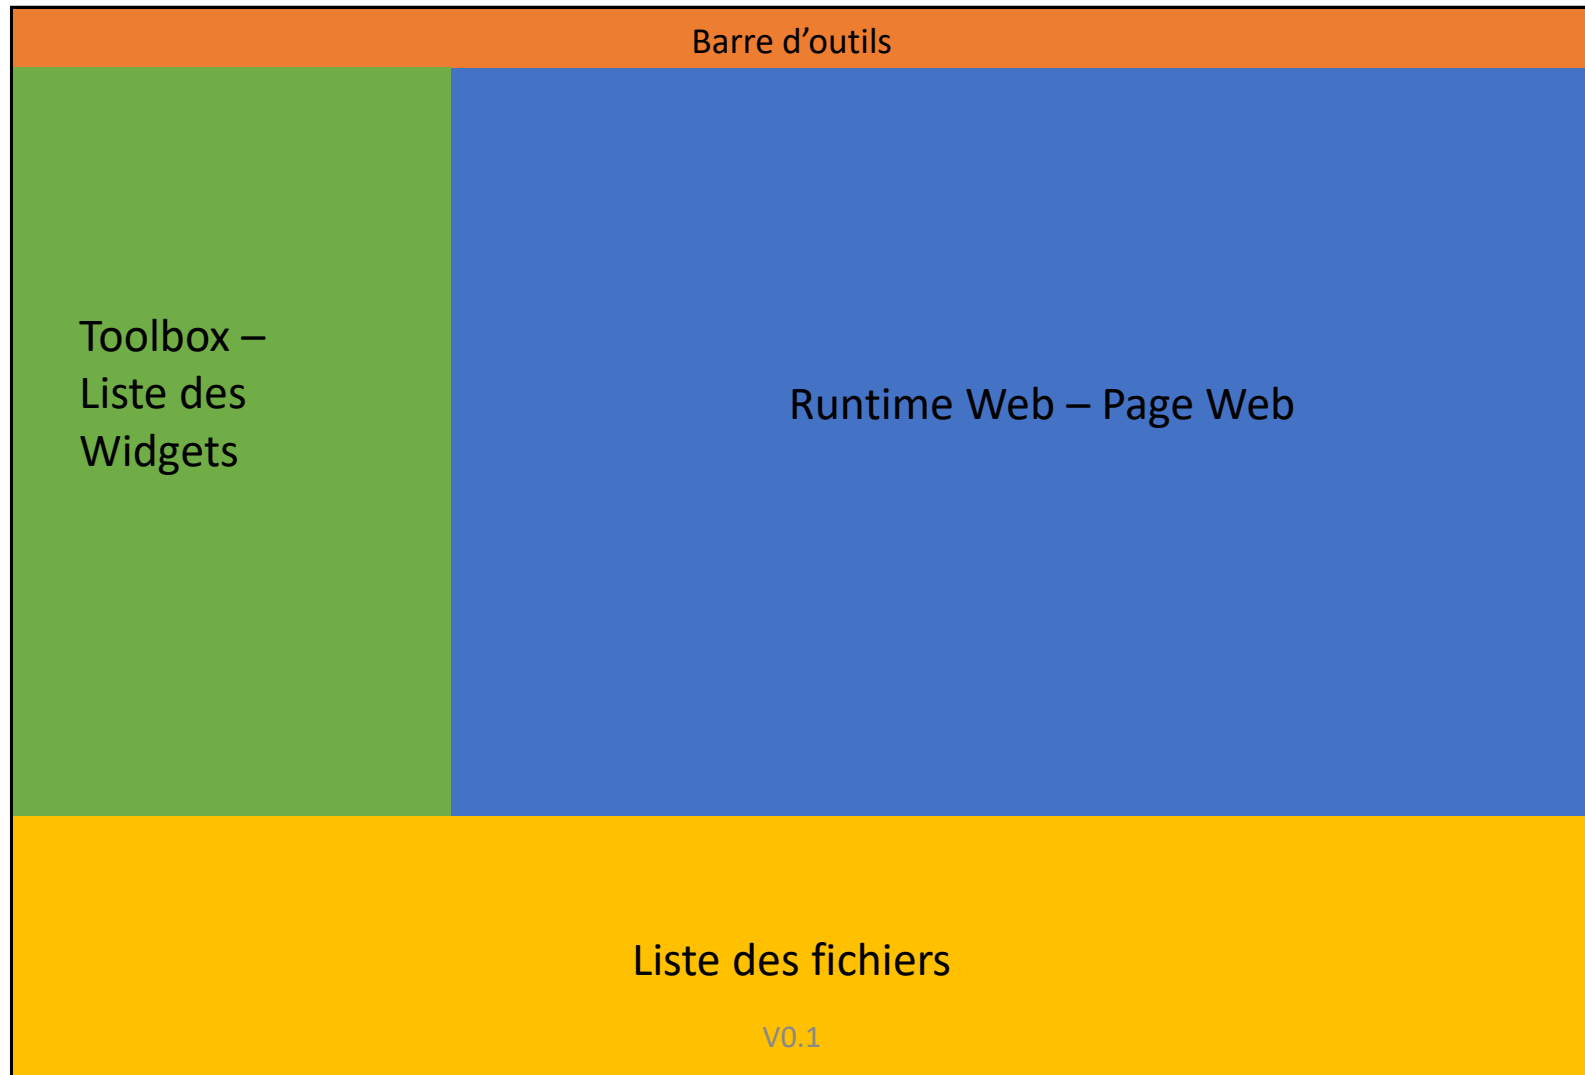 Barre d’outils
Toolbox –
Liste des
Widgets
Runtime Web – Page Web
Liste des fichiers
V0.1